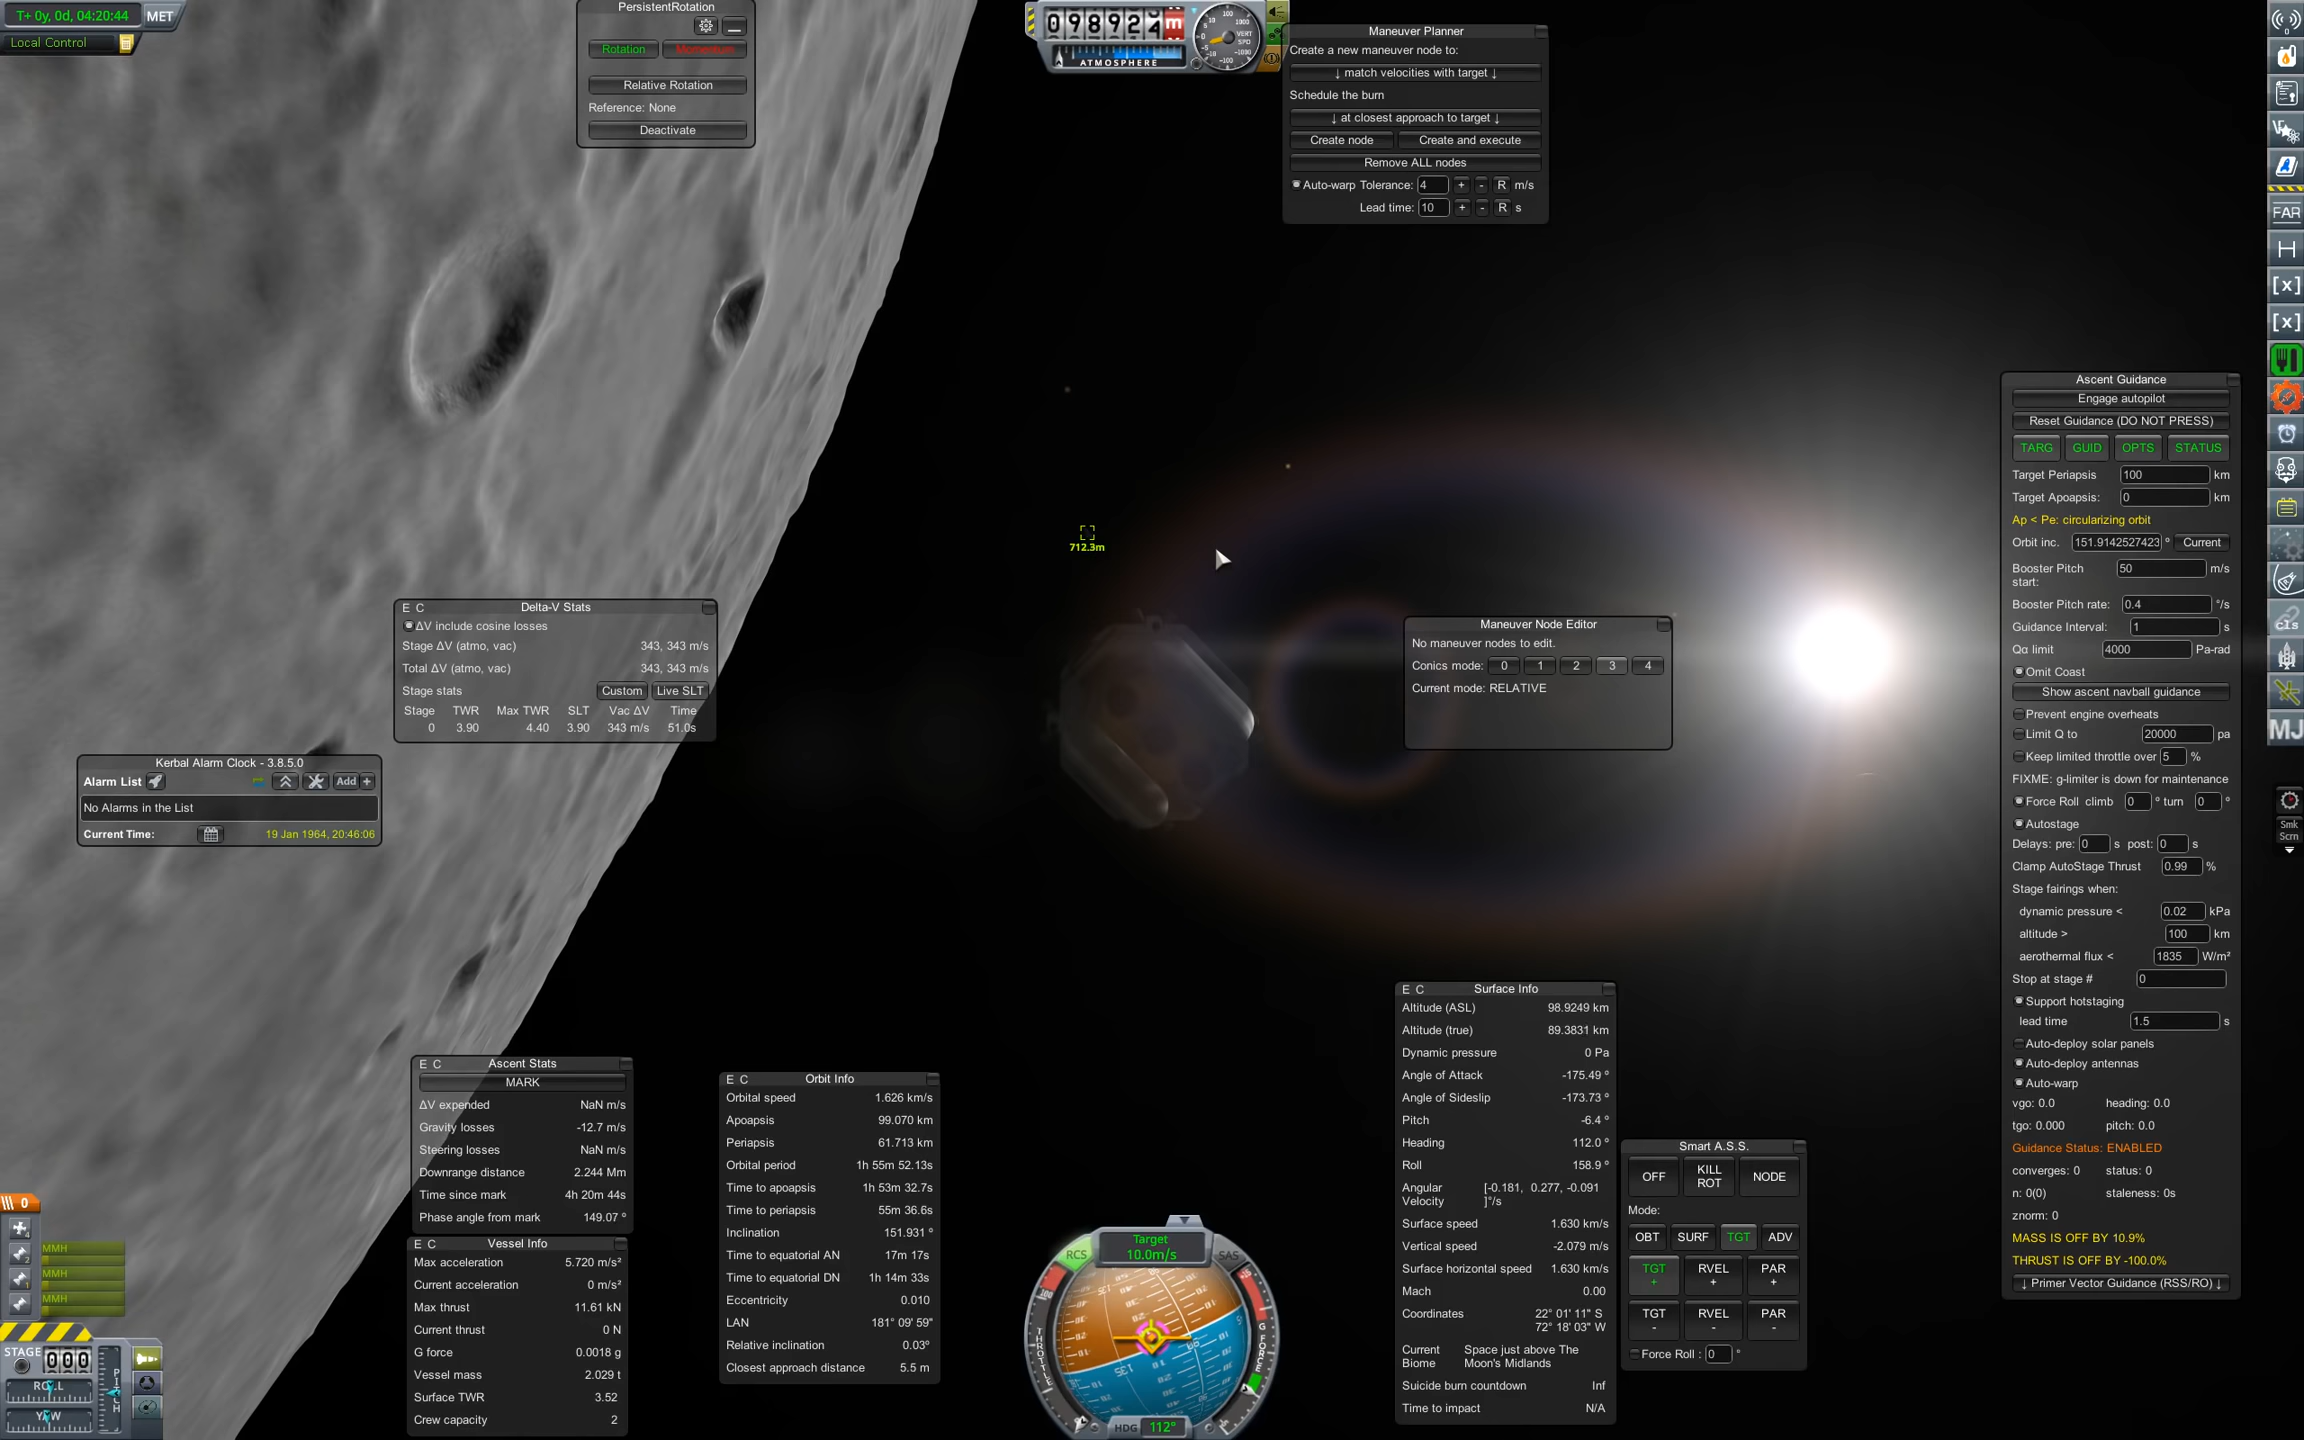 T+ 0y, 0d, 04:20:44 MET
Local Control
PersistentRotation
Rotation Momentum
Relative Rotation
Reference: None
Deactivate
098924 m
ATMOSPHERE
VERT SPD
Maneuver Planner
Create a new maneuver node to:
↓ match velocities with target ↓
Schedule the burn
↓ at closest approach to target ↓
Create node Create and execute
Remove ALL nodes
Auto-warp Tolerance: 4 + - R m/s
Lead time: 10 + - R s
712.3m
E C Delta-V Stats
ΔV include cosine losses
Stage ΔV (atmo, vac) 343, 343 m/s
Total ΔV (atmo, vac) 343, 343 m/s
Stage stats Custom Live SLT
Stage TWR Max TWR SLT Vac ΔV Time
0 3.90 4.40 3.90 343 m/s 51.0s
Kerbal Alarm Clock - 3.8.5.0
Alarm List Add +
No Alarms in the List
Current Time: 19 Jan 1964, 20:46:06
Maneuver Node Editor
No maneuver nodes to edit.
Conics mode: 0 1 2 3 4
Current mode: RELATIVE
E C Ascent Stats
MARK
ΔV expended NaN m/s
Gravity losses -12.7 m/s
Steering losses NaN m/s
Downrange distance 2.244 Mm
Time since mark 4h 20m 44s
Phase angle from mark 149.07 º
E C Vessel Info
Max acceleration 5.720 m/s²
Current acceleration 0 m/s²
Max thrust 11.61 kN
Current thrust 0 N
G force 0.0018 g
Vessel mass 2.029 t
Surface TWR 3.52
Crew capacity 2
E C Orbit Info
Orbital speed 1.626 km/s
Apoapsis 99.070 km
Periapsis 61.713 km
Orbital period 1h 55m 52.13s
Time to apoapsis 1h 53m 32.7s
Time to periapsis 55m 36.6s
Inclination 151.931 º
Time to equatorial AN 17m 17s
Time to equatorial DN 1h 14m 33s
Eccentricity 0.010
LAN 181° 09' 59"
Relative inclination 0.03º
Closest approach distance 5.5 m
E C Surface Info
Altitude (ASL) 98.9249 km
Altitude (true) 89.3831 km
Dynamic pressure 0 Pa
Angle of Attack -175.49 º
Angle of Sideslip -173.73 º
Pitch -6.4 º
Heading 112.0 º
Roll 158.9 º
Angular Velocity [-0.181, 0.277, -0.091 ]°/s
Surface speed 1.630 km/s
Vertical speed -2.079 m/s
Surface horizontal speed 1.630 km/s
Mach 0.00
Coordinates 22° 01' 11" S
72° 18' 03" W
Current Biome Space just above The Moon's Midlands
Suicide burn countdown Inf
Time to impact N/A
Smart A.S.S.
OFF KILL ROT NODE
Mode:
OBT SURF TGT ADV
TGT + RVEL + PAR +
TGT - RVEL - PAR -
Force Roll : 0 °
Ascent Guidance
Engage autopilot
Reset Guidance (DO NOT PRESS)
TARG GUID OPTS STATUS
Target Periapsis 100 km
Target Apoapsis: 0 km
Ap < Pe: circularizing orbit
Orbit inc. 151.9142527423 º Current
Booster Pitch start: 50 m/s
Booster Pitch rate: 0.4 °/s
Guidance Interval: 1 s
Qα limit 4000 Pa-rad
Omit Coast
Show ascent navball guidance
Prevent engine overheats
Limit Q to 20000 pa
Keep limited throttle over 5 %
FIXME: g-limiter is down for maintenance
Force Roll climb 0 º turn 0 º
Autostage
Delays: pre: 0 s post: 0 s
Clamp AutoStage Thrust 0.99 %
Stage fairings when:
dynamic pressure < 0.02 kPa
altitude > 100 km
aerothermal flux < 1835 W/m²
Stop at stage # 0
Support hotstaging
lead time 1.5 s
Auto-deploy solar panels
Auto-deploy antennas
Auto-warp
vgo: 0.0 heading: 0.0
tgo: 0.000 pitch: 0.0
Guidance Status: ENABLED
converges: 0 status: 0
n: 0(0) staleness: 0s
znorm: 0
MASS IS OFF BY 10.9%
THRUST IS OFF BY -100.0%
↓ Primer Vector Guidance (RSS/RO) ↓
0
MMH
MMH
MMH
STAGE 000
ROLL
YAW
PITCH
Target
10.0m/s
RCS SAS
THROTTLE
G FORCE
HDG 112°
FAR
[x]
[x]
cls
MJ
Smk
Scrn